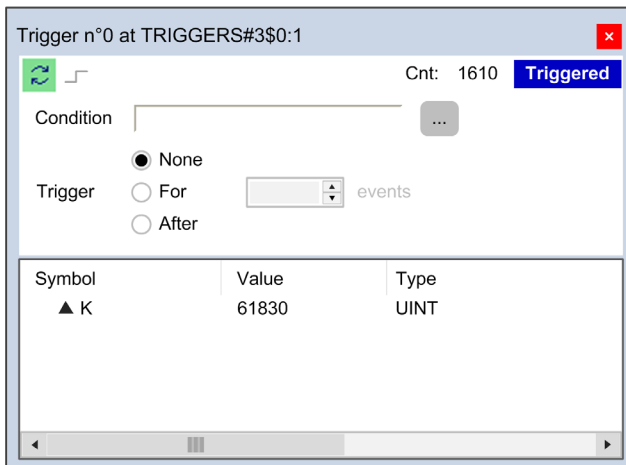 Trigger n°0 at TRIGGERS#3$0:1
Cnt: 1610 Triggered
Condition ...
None
Trigger For events
After
Symbol Value Type
K 61830 UINT